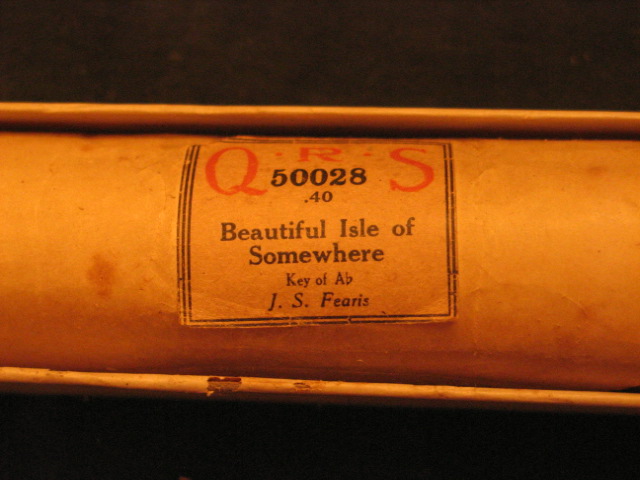 Q·R·S
50028
.40
Beautiful Isle of
Somewhere
Key of Ab
J. S. Fearis